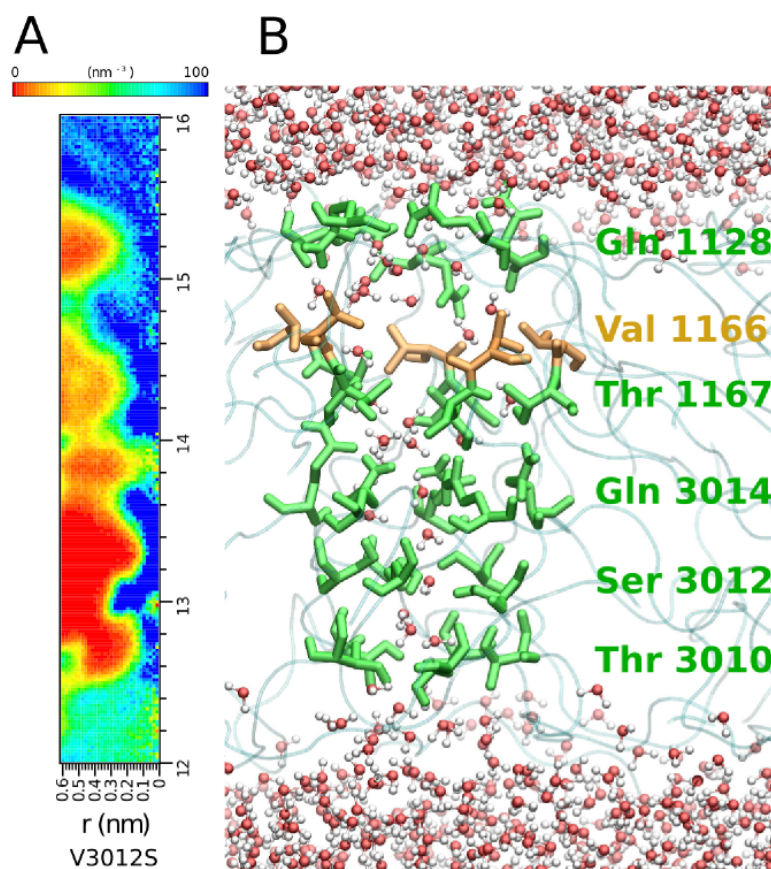 A
B
0 (nm⁻³) 100
16
15
14
13
12
0.6 0.5 0.4 0.3 0.2 0.1 0
r (nm)
V3012S
Gln 1128
Val 1166
Thr 1167
Gln 3014
Ser 3012
Thr 3010